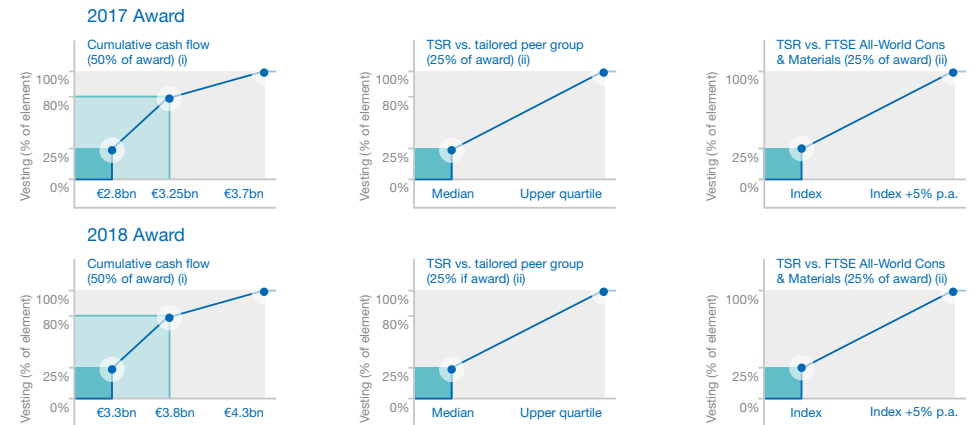 2017 Award
Cumulative cash flow
(50% of award) (i)
Vesting (% of element)
100%
80%
25%
0%
€2.8bn €3.25bn €3.7bn
TSR vs. tailored peer group
(25% of award) (ii)
Vesting (% of element)
100%
80%
25%
0%
Median Upper quartile
TSR vs. FTSE All-World Cons
& Materials (25% of award) (ii)
Vesting (% of element)
100%
25%
0%
Index Index +5% p.a.
2018 Award
Cumulative cash flow
(50% of award) (i)
Vesting (% of element)
100%
80%
25%
0%
€3.3bn €3.8bn €4.3bn
TSR vs. tailored peer group
(25% if award) (ii)
Vesting (% of element)
100%
80%
25%
0%
Median Upper quartile
TSR vs. FTSE All-World Cons
& Materials (25% of award) (ii)
Vesting (% of element)
100%
25%
0%
Index Index +5% p.a.